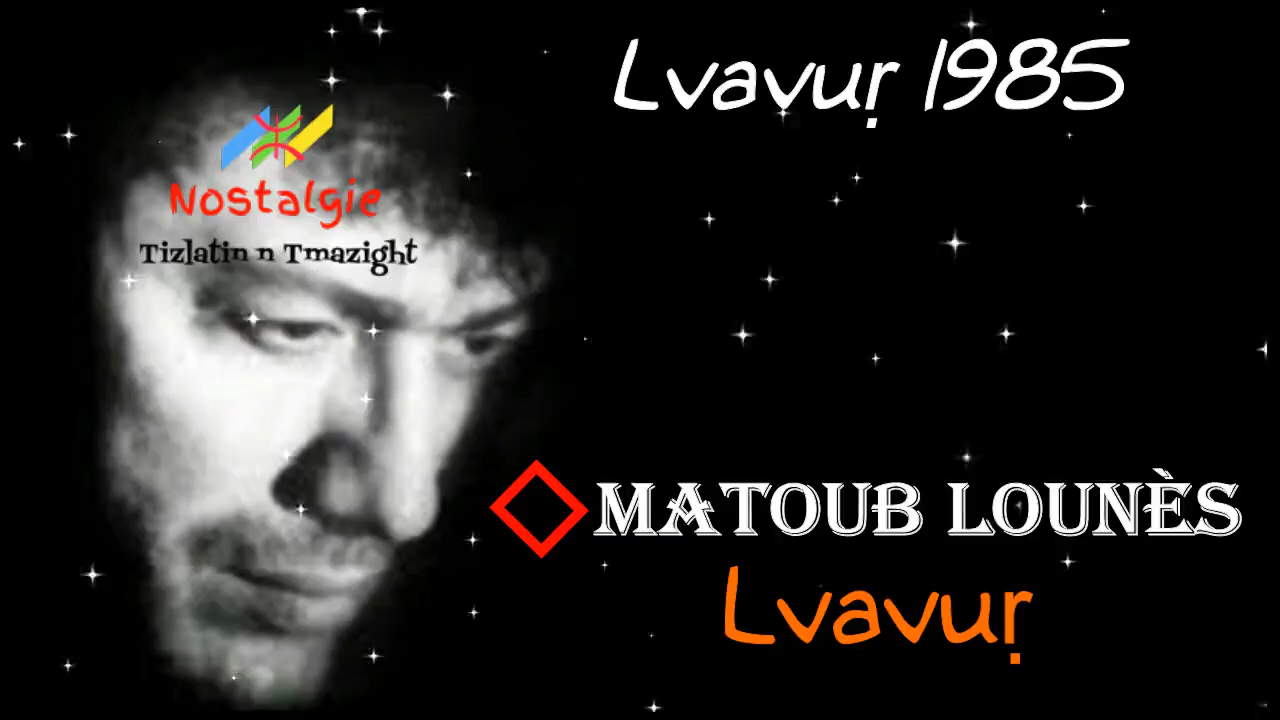 Lvavuṛ 1985
Nostalgie
Tizlatin n Tmazight
MATOUB LOUNÈS
Lvavuṛ